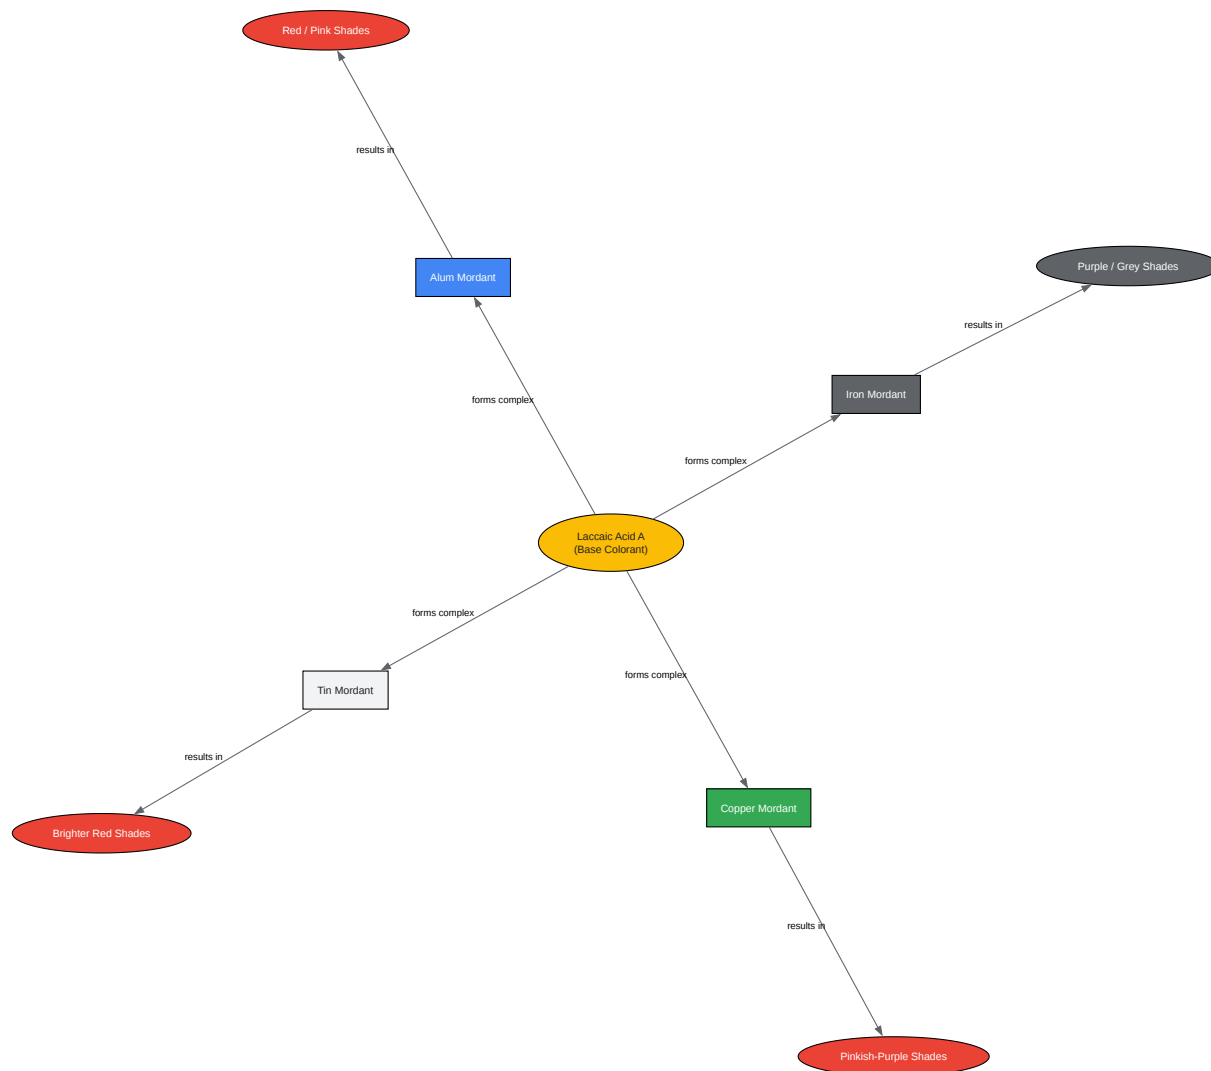 Red / Pink Shades
results in
Alum Mordant
Purple / Grey Shades
results in
Iron Mordant
forms complex
forms complex
Laccaic Acid A
(Base Colorant)
forms complex
forms complex
Tin Mordant
results in
Copper Mordant
Brighter Red Shades
results in
Pinkish-Purple Shades